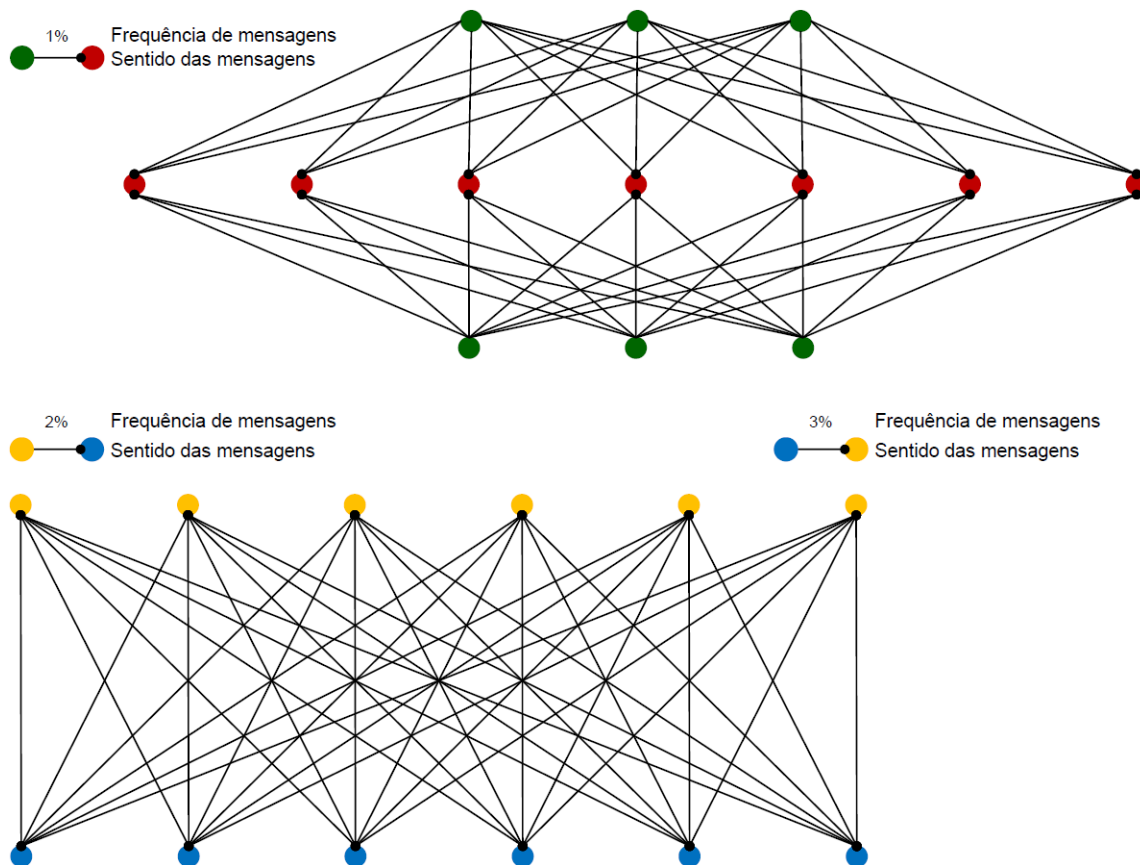 1% Frequência de mensagens
Sentido das mensagens
2% Frequência de mensagens
Sentido das mensagens
3% Frequência de mensagens
Sentido das mensagens